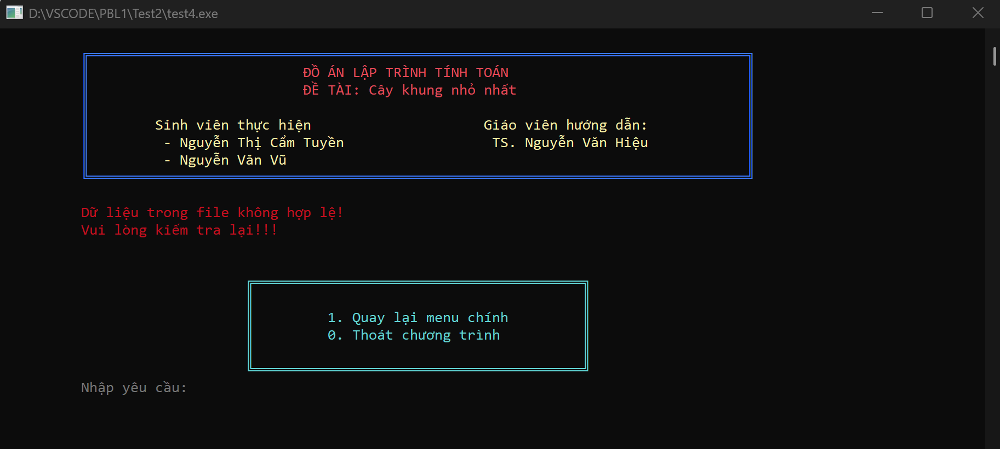 D:\VSCODE\PBL1\Test2\test4.exe
ĐỒ ÁN LẬP TRÌNH TÍNH TOÁN
ĐỀ TÀI: Cây khung nhỏ nhất
Sinh viên thực hiện Giáo viên hướng dẫn:
- Nguyễn Thị Cẩm Tuyền TS. Nguyễn Văn Hiệu
- Nguyễn Văn Vũ
Dữ liệu trong file không hợp lệ!
Vui lòng kiếm tra lại!!!
1. Quay lại menu chính
0. Thoát chương trình
Nhập yêu cầu: